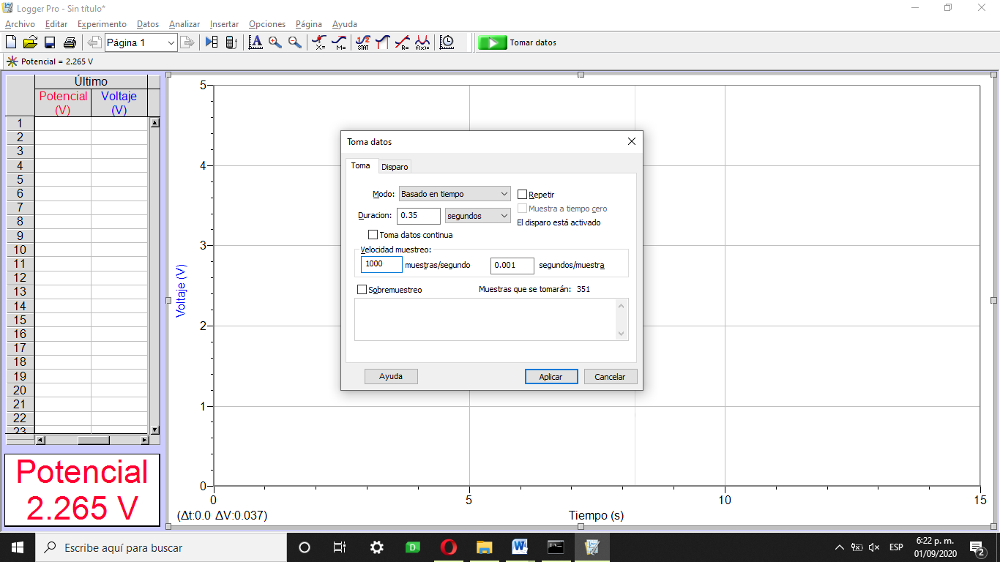 Logger Pro - Sin título*
Archivo Editar Experimento Datos Analizar Insertar Opciones Página Ayuda
Página 1 Tomar datos
Potencial = 2.265 V
Último
Potencial (V) Voltaje (V)
1
2
3
4
5
6
7
8
9
10
11
12
13
14
15
16
17
18
19
20
21
22
23
Potencial
2.265 V
5
4
3
2
1
0
Voltaje (V)
0 5 10 15
(Δt:0.0 ΔV:0.037) Tiempo (s)
Toma datos
Toma Disparo
Modo: Basado en tiempo Repetir
Muestra a tiempo cero
Duracion: 0.35 segundos
El disparo está activado
Toma datos continua
Velocidad muestreo:
1000 muestras/segundo 0.001 segundos/muestra
Sobremuestreo Muestras que se tomarán: 351
Ayuda Aplicar Cancelar
Escribe aquí para buscar
D
W
ESP
6:22 p. m.
01/09/2020
2